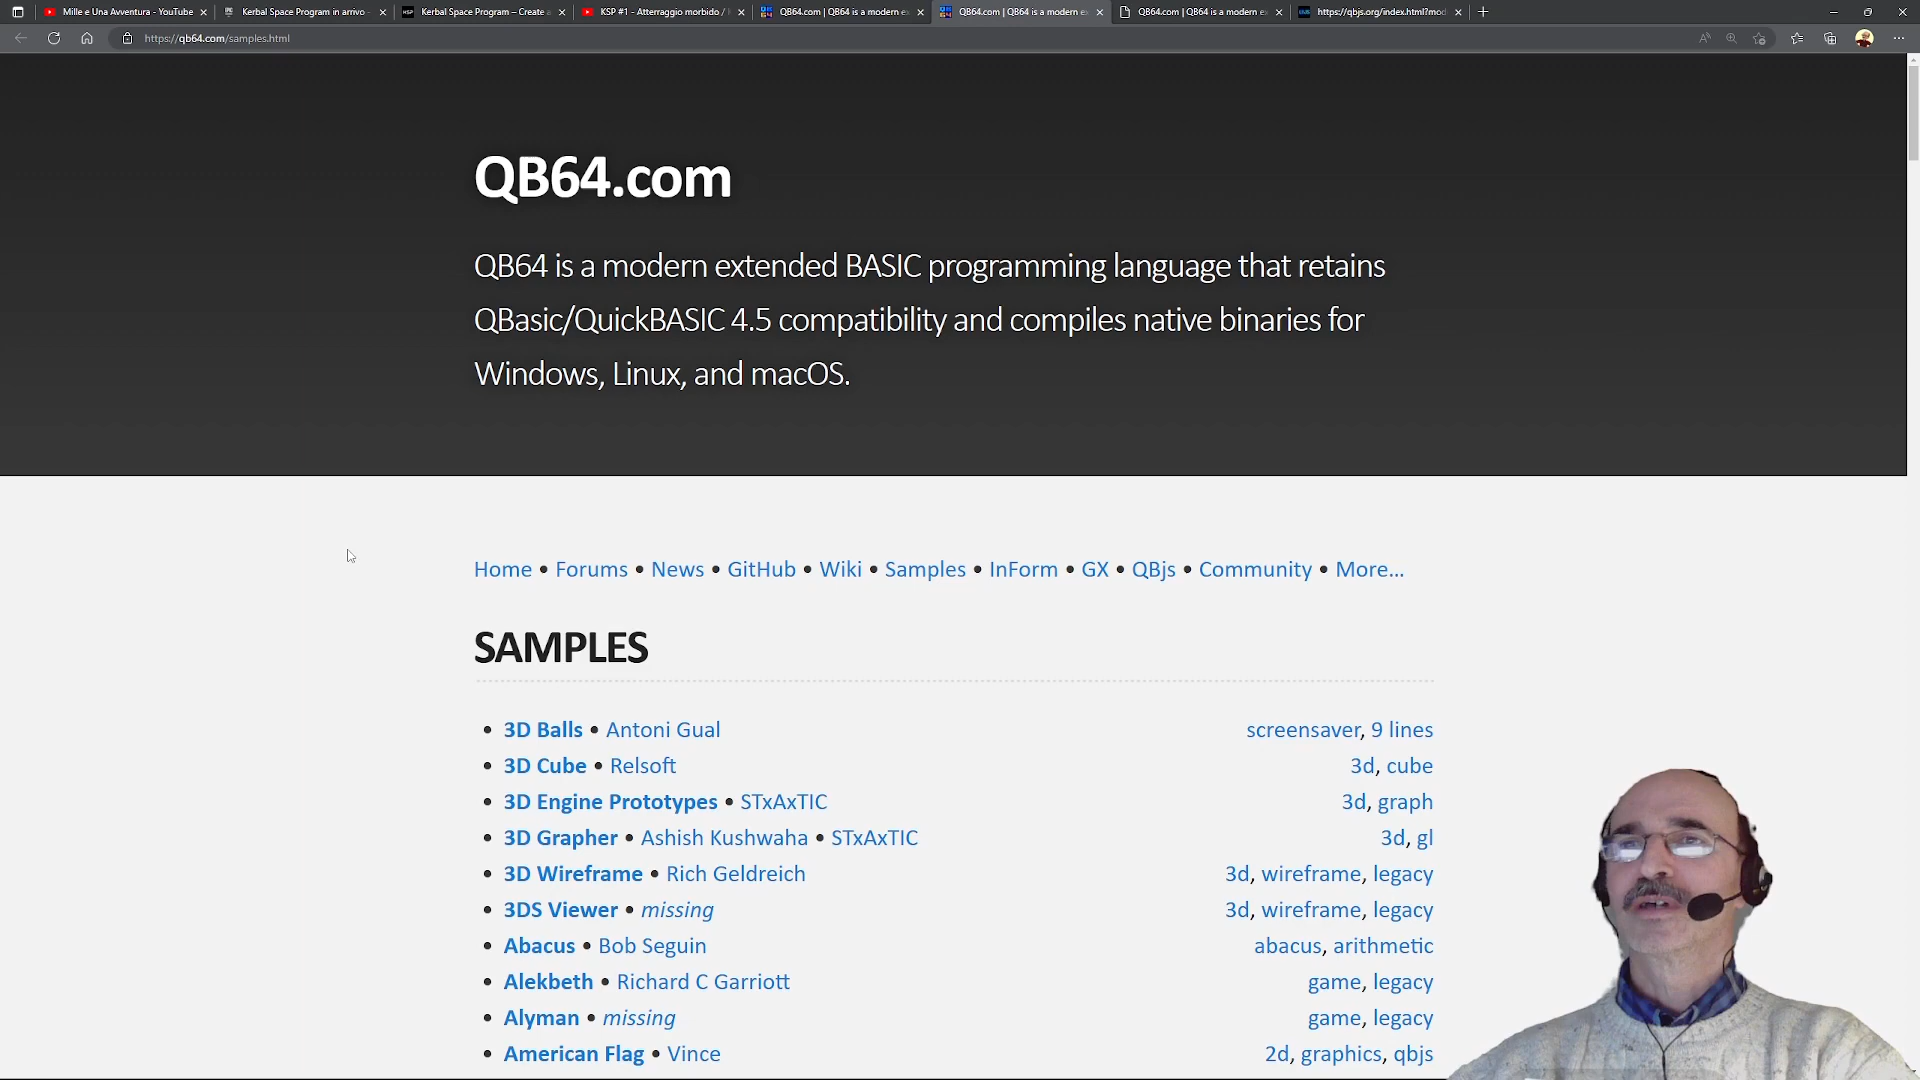 Mille e Una Avventura - YouTube
Kerbal Space Program in arrivo -
Kerbal Space Program – Create a
KSP #1 - Atterraggio morbido /
QB64.com | QB64 is a modern ex
QB64.com | QB64 is a modern ex
QB64.com | QB64 is a modern ex
https://qbjs.org/index.html?mod
https://qb64.com/samples.html
QB64.com
QB64 is a modern extended BASIC programming language that retains
QBasic/QuickBASIC 4.5 compatibility and compiles native binaries for
Windows, Linux, and macOS.
Home • Forums • News • GitHub • Wiki • Samples • InForm • GX • QBjs • Community • More...
SAMPLES
• 3D Balls • Antoni Gual screensaver, 9 lines
• 3D Cube • Relsoft 3d, cube
• 3D Engine Prototypes • STxAxTIC 3d, graph
• 3D Grapher • Ashish Kushwaha • STxAxTIC 3d, gl
• 3D Wireframe • Rich Geldreich 3d, wireframe, legacy
• 3DS Viewer • missing 3d, wireframe, legacy
• Abacus • Bob Seguin abacus, arithmetic
• Alekbeth • Richard C Garriott game, legacy
• Alyman • missing game, legacy
• American Flag • Vince 2d, graphics, qbjs